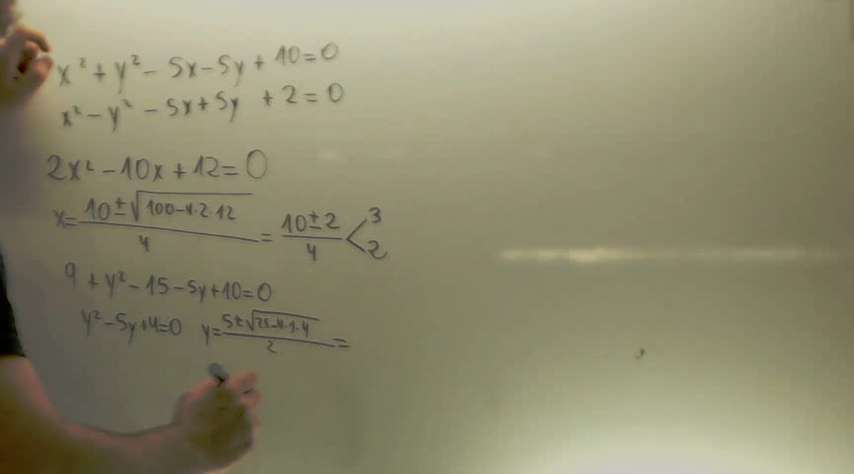 x² + y² - 5x - 5y + 10 = 0
x² - y² - 5x + 5y + 2 = 0
2x² - 10x + 12 = 0
x = (10 ± √(100 - 4·2·12))/4 = (10 ± 2)/4 < 3 2
9 + y² - 15 - 5y + 10 = 0
y² - 5y + 4 = 0 y = (5 ± √(25 - 4·1·4))/2 =